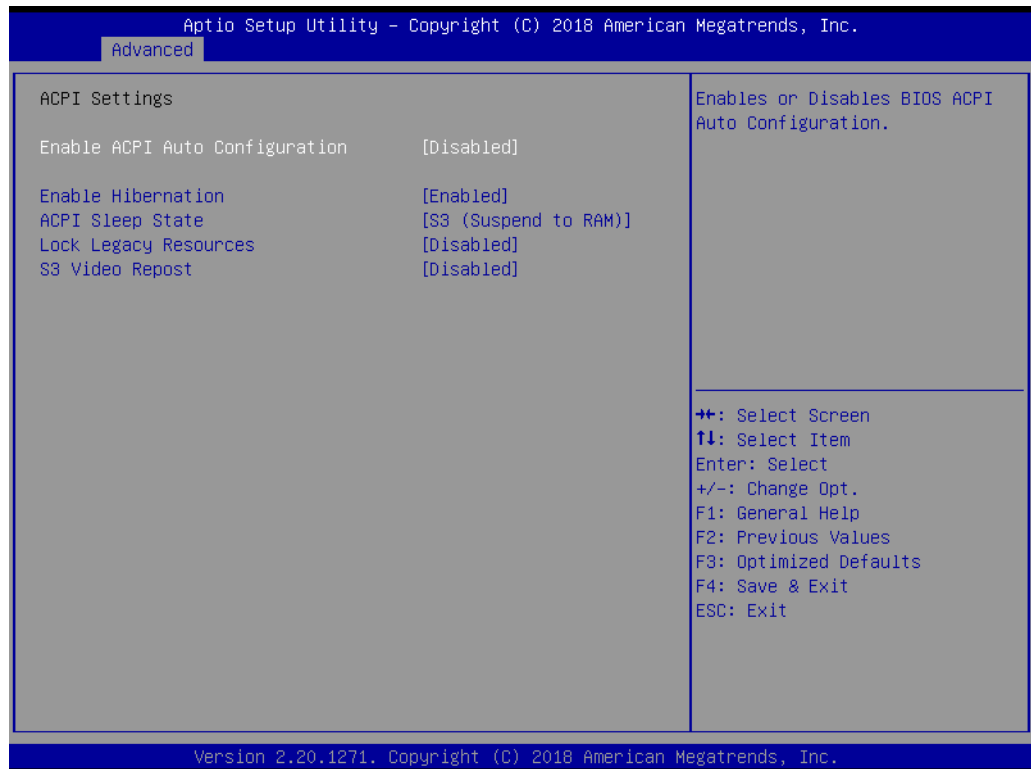 Aptio Setup Utility – Copyright (C) 2018 American Megatrends, Inc.
Advanced
ACPI Settings
Enable ACPI Auto Configuration [Disabled]
Enable Hibernation [Enabled]
ACPI Sleep State [S3 (Suspend to RAM)]
Lock Legacy Resources [Disabled]
S3 Video Repost [Disabled]
Enables or Disables BIOS ACPI
Auto Configuration.
→←: Select Screen
↑↓: Select Item
Enter: Select
+/-: Change Opt.
F1: General Help
F2: Previous Values
F3: Optimized Defaults
F4: Save & Exit
ESC: Exit
Version 2.20.1271. Copyright (C) 2018 American Megatrends, Inc.